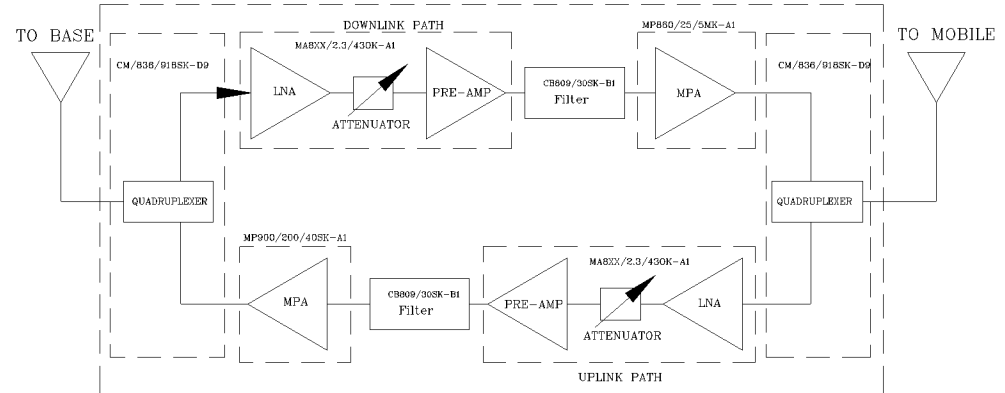 DOWNLINK PATH
MP860/25/5MK-A1
TO BASE
TO MOBILE
MA8XX/2.3/430K-A1
CM/836/918SK-D9
CM/836/918SK-D9
CB809/30SK-B1
Filter
LNA
PRE-AMP
MPA
ATTENUATOR
QUADRUPLEXER
QUADRUPLEXER
MP900/200/40SK-A1
MA8XX/2.3/430K-A1
CB809/30SK-B1
Filter
MPA
PRE-AMP
LNA
ATTENUATOR
UPLINK PATH